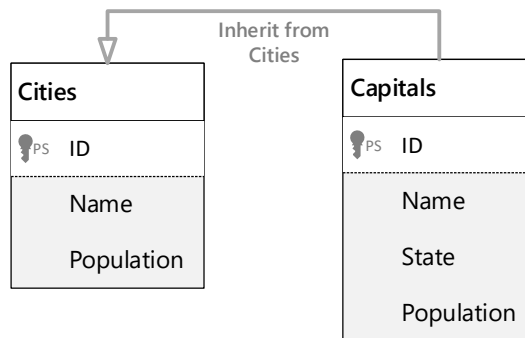 Inherit from
Cities
Cities
PS ID
Name
Population
Capitals
PS ID
Name
State
Population